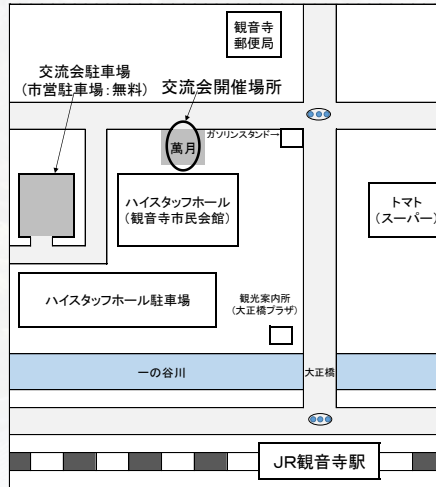 観音寺
郵便局
交流会駐車場
（市営駐車場：無料）
交流会開催場所
ガソリンスタンド→
萬月
ハイスタッフホール
（観音寺市民会館）
トマト
（スーパー）
ハイスタッフホール駐車場
観光案内所
（大正橋プラザ）
一の谷川
大正橋
JR観音寺駅